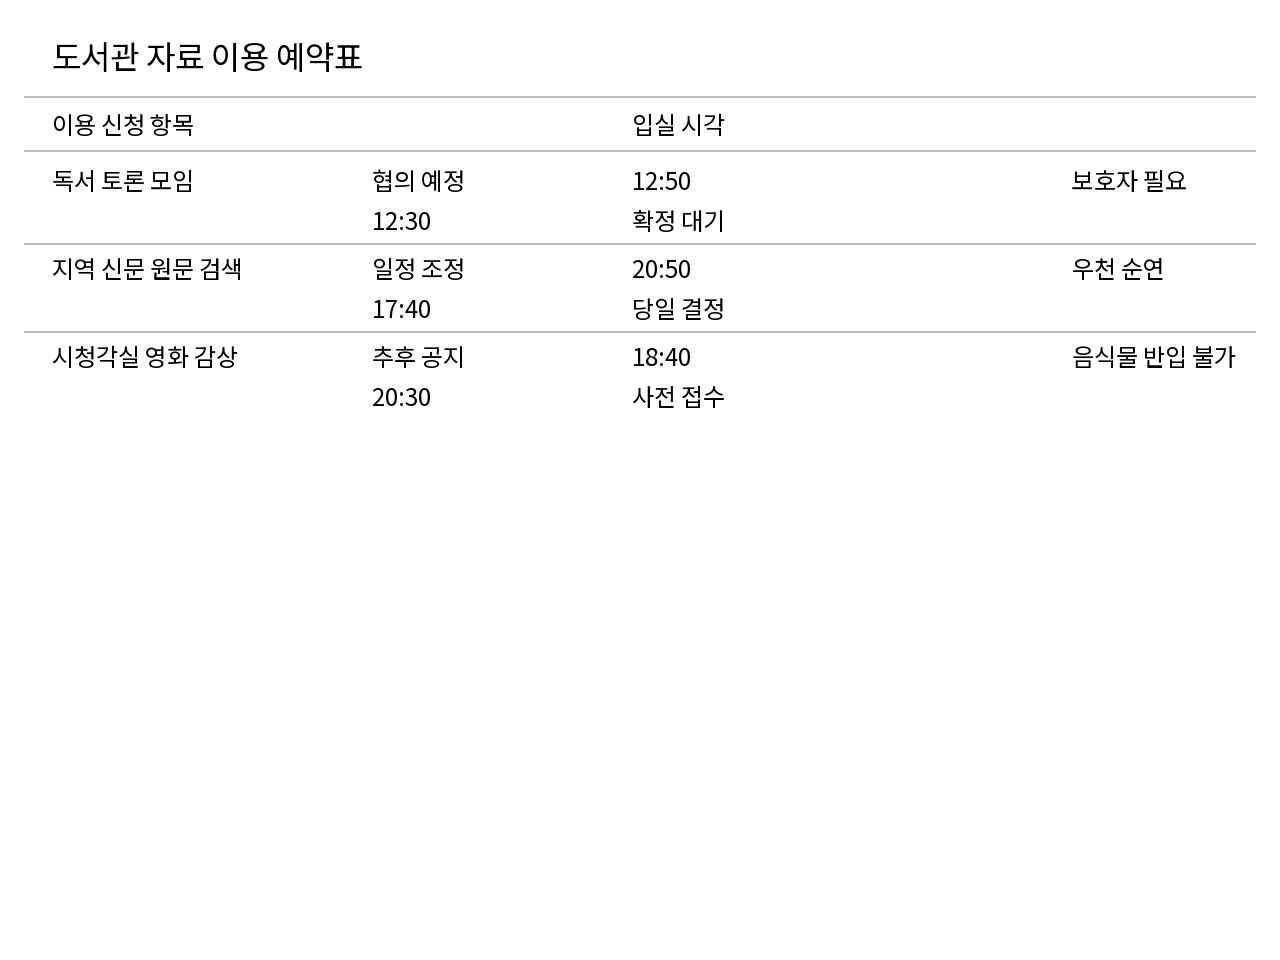 도서관 자료 이용 예약표
이용 신청 항목 입실 시각
독서 토론 모임 협의 예정 12:50 보호자 필요
12:30 확정 대기
지역 신문 원문 검색 일정 조정 20:50 우천 순연
17:40 당일 결정
시청각실 영화 감상 추후 공지 18:40 음식물 반입 불가
20:30 사전 접수